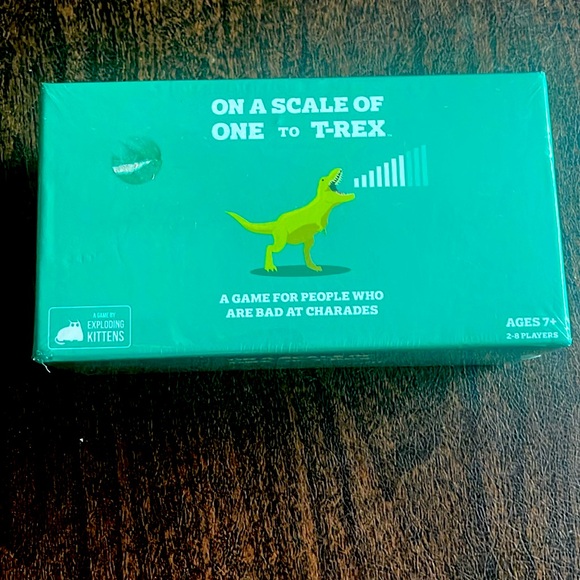 ON A SCALE OF
ONE TO T-REX™
A GAME FOR PEOPLE WHO
ARE BAD AT CHARADES
A GAME BY
EXPLODING
KITTENS
AGES 7+
2-8 PLAYERS